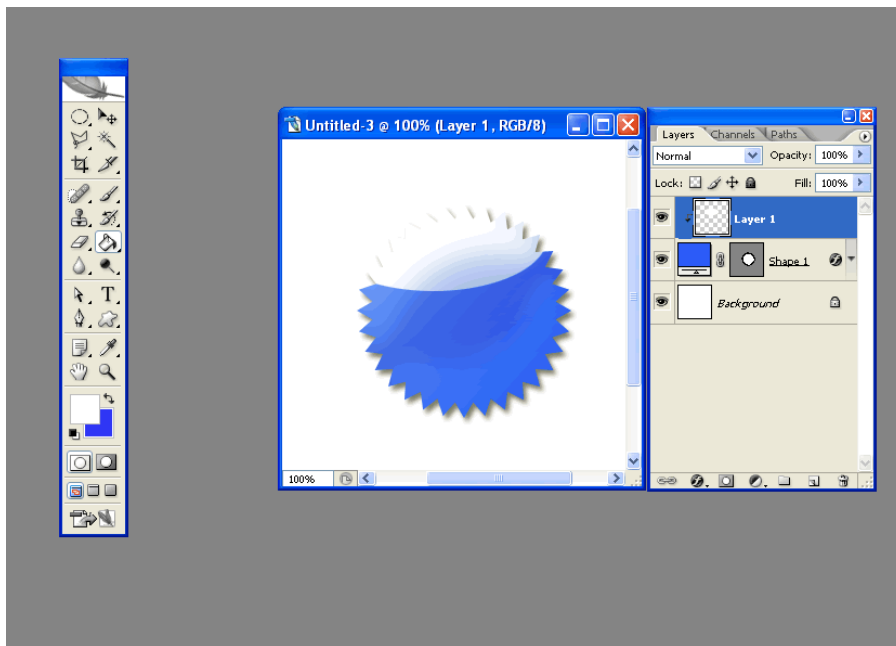 Untitled-3 @ 100% (Layer 1, RGB/8)
100%
Layers Channels Paths
Normal Opacity: 100%
Lock: Fill: 100%
Layer 1
Shape 1
Background